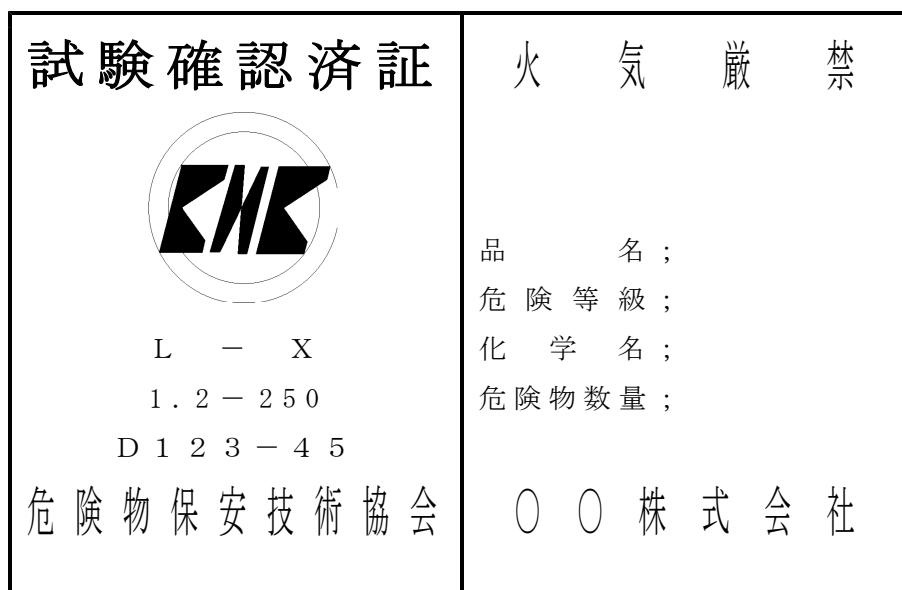 試験確認済証
KHK
L － X
1.2－250
D123－45
危険物保安技術協会
火気厳禁
品名;
危険等級;
化学名;
危険物数量;
○○株式会社